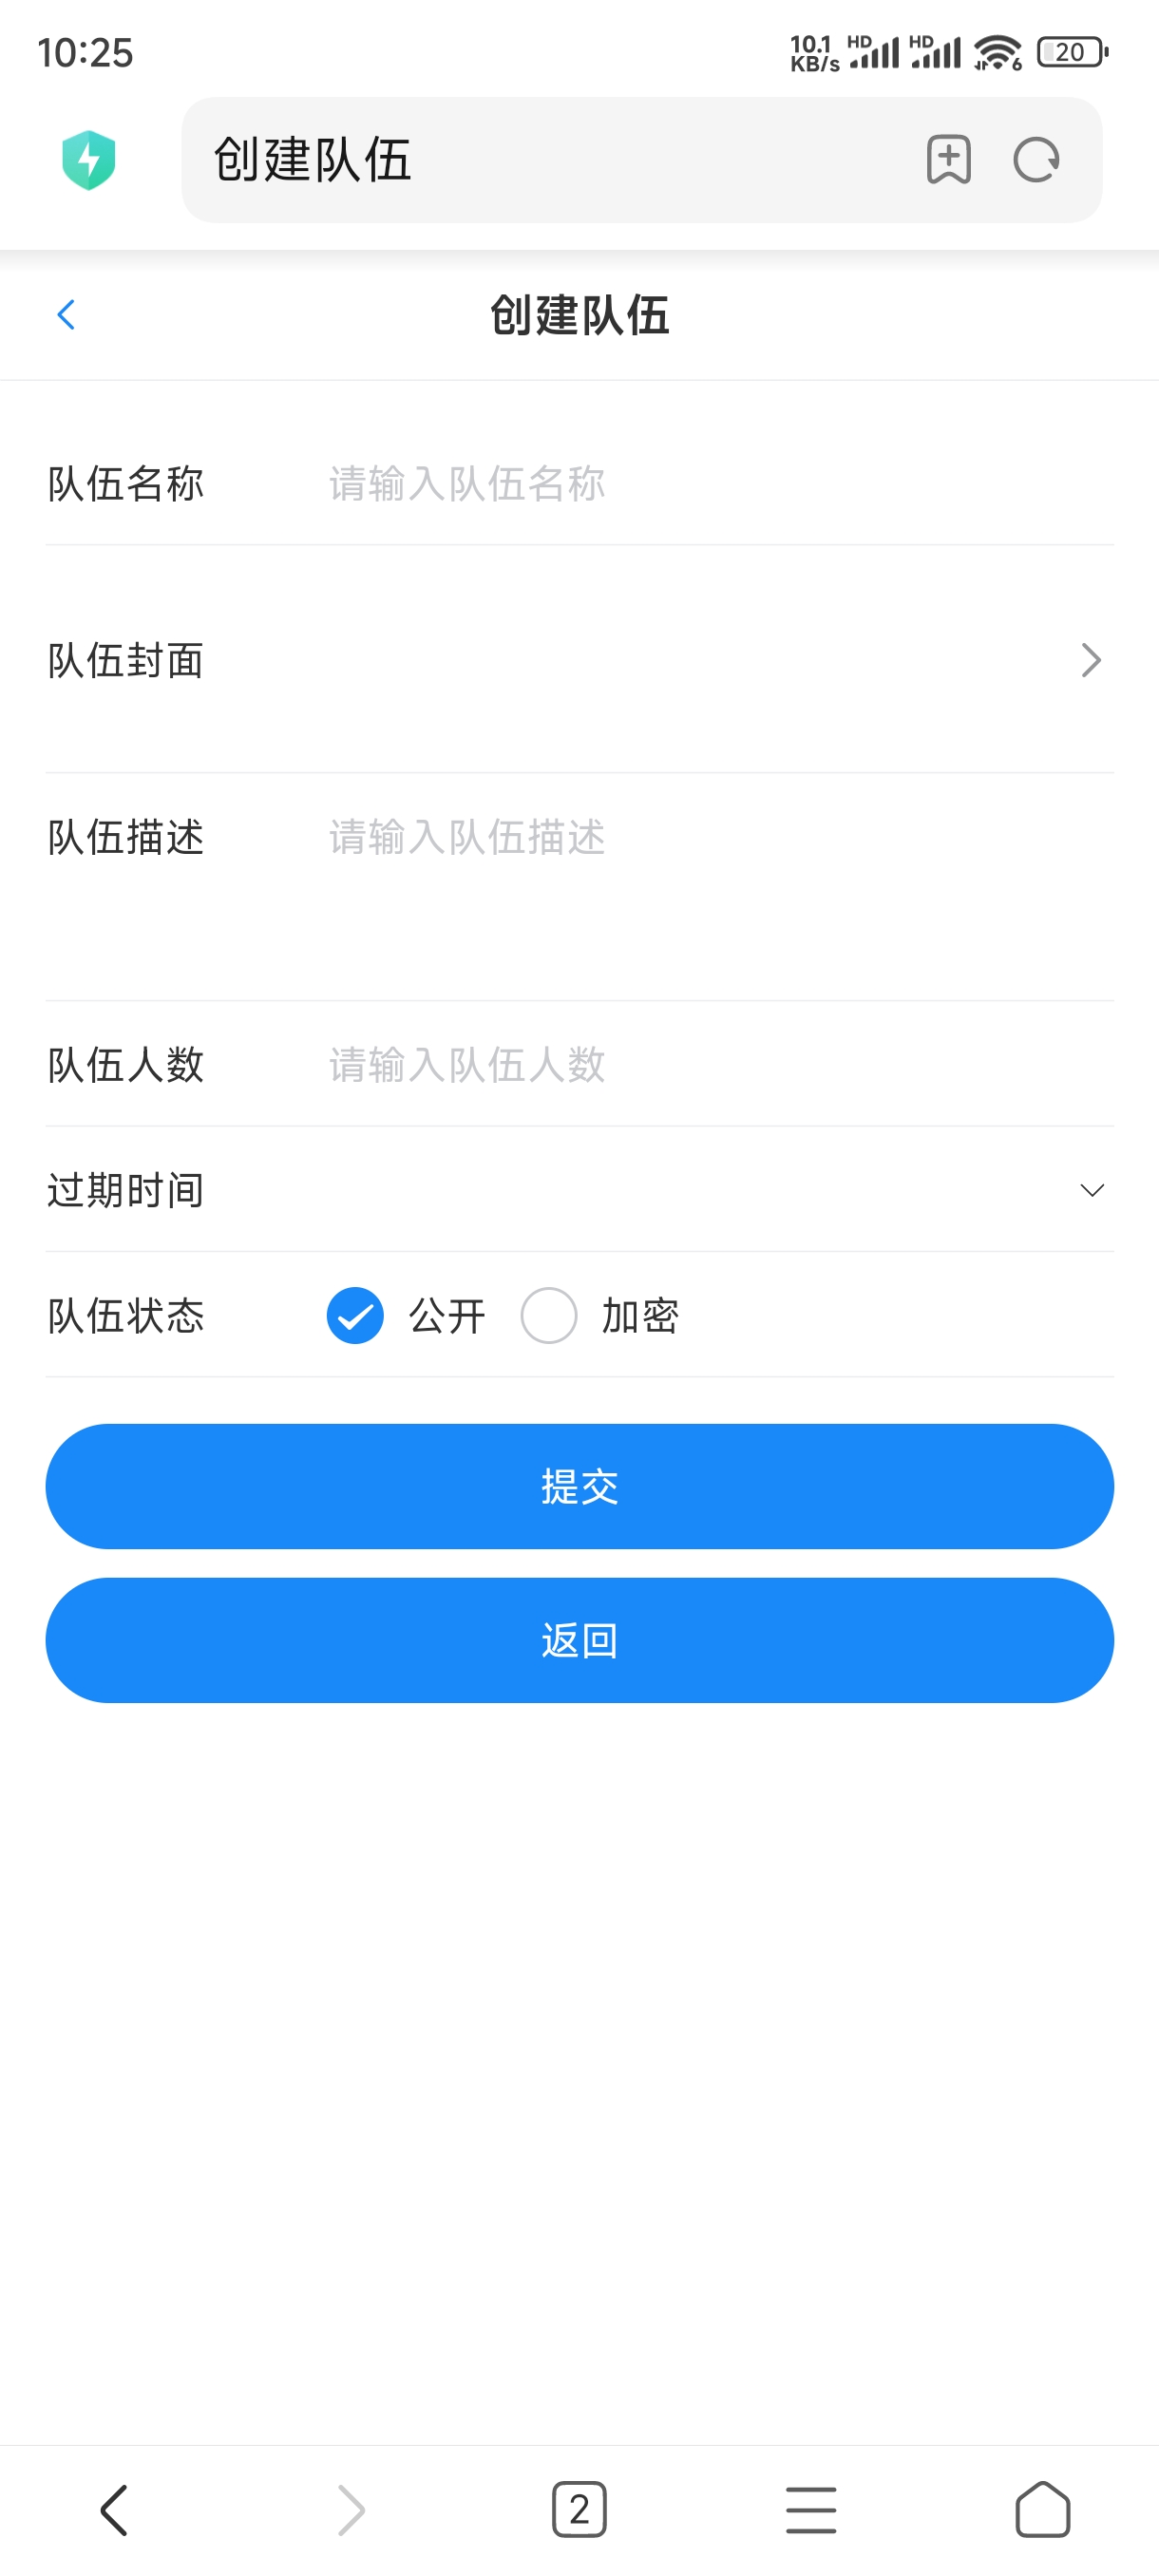 10:25
10.1 KB/s HD HD 6 20
创建队伍
创建队伍
队伍名称 请输入队伍名称
队伍封面
队伍描述 请输入队伍描述
队伍人数 请输入队伍人数
过期时间
队伍状态 公开 加密
提交
返回
2